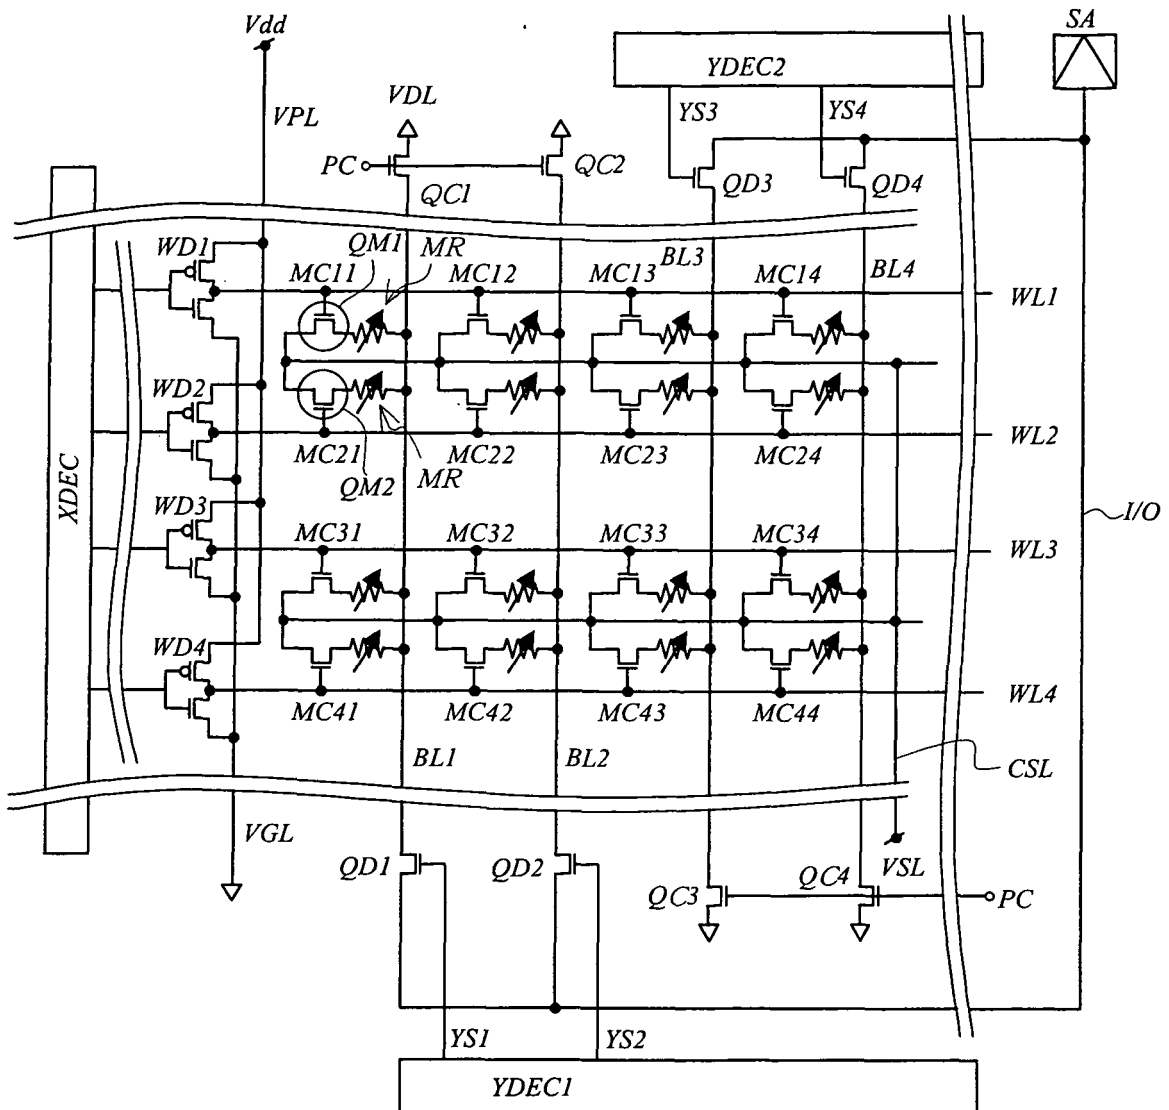 Vdd
SA
YDEC2
VDL
YS3
YS4
VPL
PC
QC2
QD3
QD4
QC1
WD1
QM1
MR
BL3
BL4
MC11
MC12
MC13
MC14
WL1
WD2
WL2
MC21
MC22
MC23
MC24
QM2
MR
XDEC
WD3
I/O
MC31
MC32
MC33
MC34
WL3
WD4
WL4
MC41
MC42
MC43
MC44
BL1
BL2
CSL
VGL
QD1
QD2
VSL
QC3
QC4
PC
YS1
YS2
YDEC1